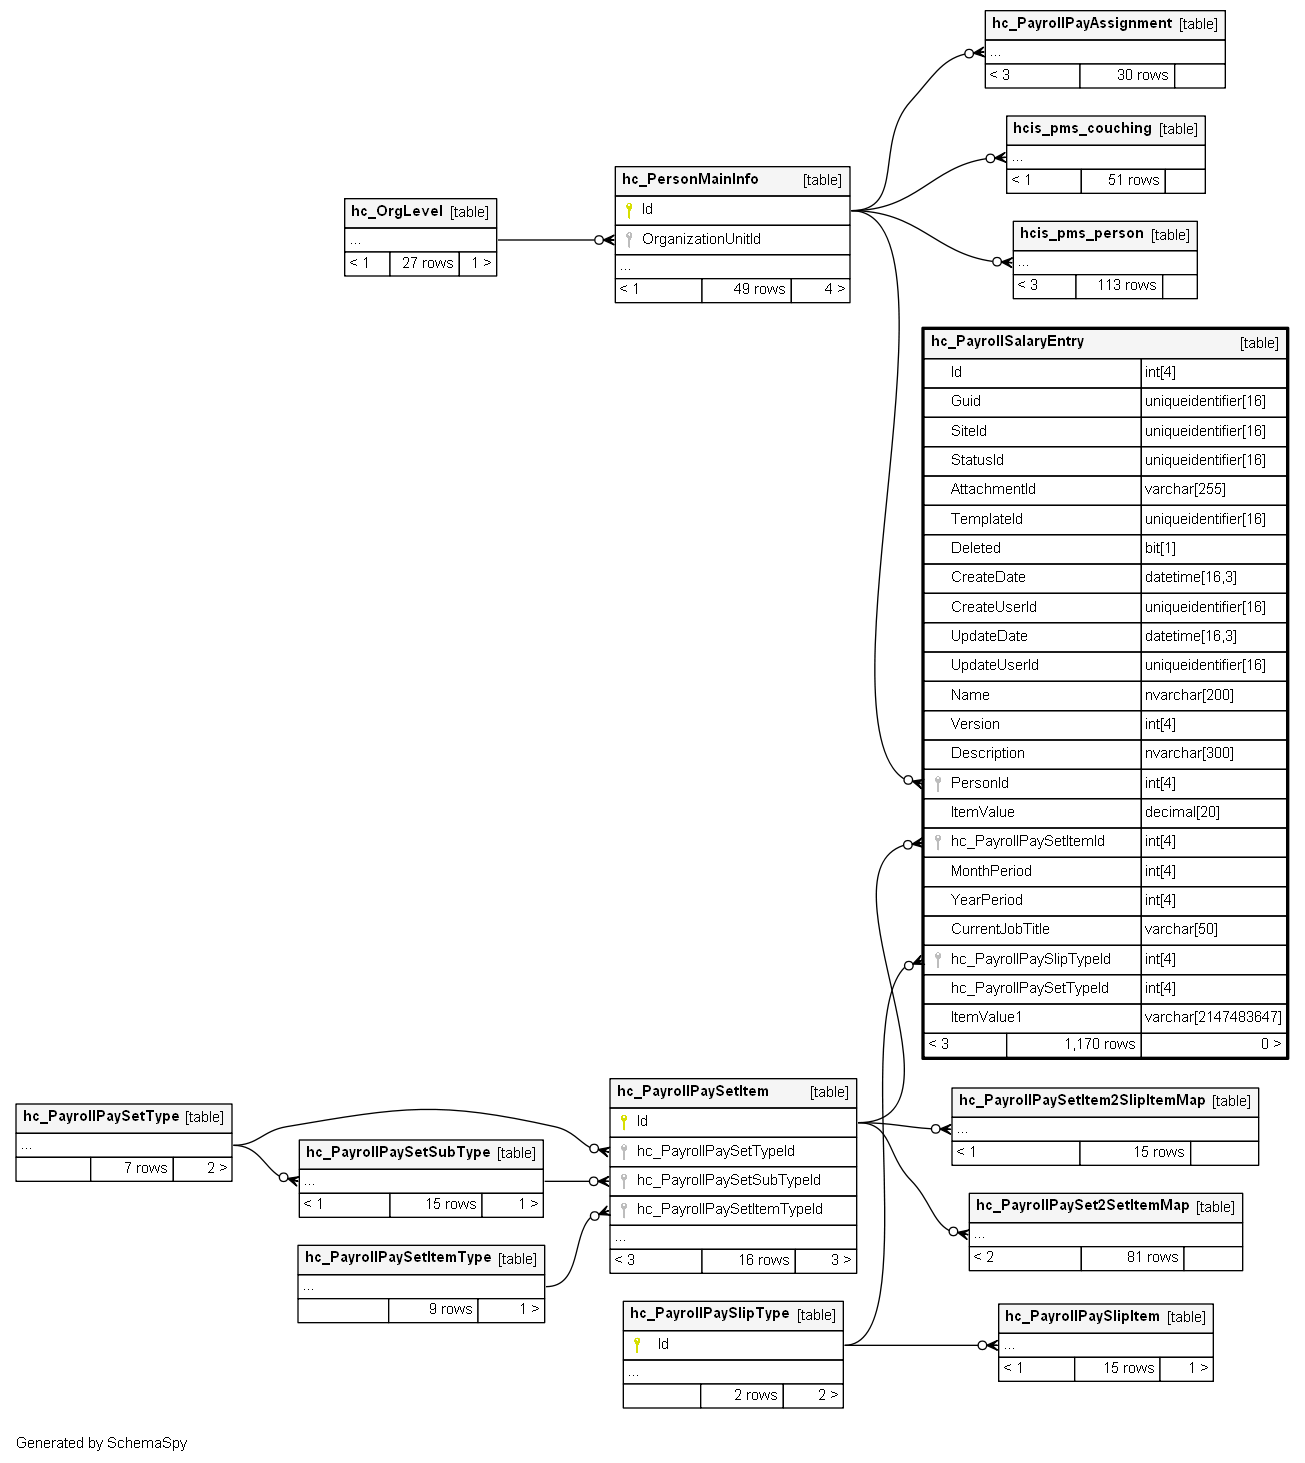 hc_PayrollPayAssignment [table]
...
< 3 30 rows
hcis_pms_couching [table]
...
< 1 51 rows
hc_PersonMainInfo [table]
Id
OrganizationUnitId
...
< 1 49 rows 4 >
hc_OrgLevel [table]
...
< 1 27 rows 1 >
hcis_pms_person [table]
...
< 3 113 rows
hc_PayrollSalaryEntry [table]
Id int[4]
Guid uniqueidentifier[16]
SiteId uniqueidentifier[16]
StatusId uniqueidentifier[16]
AttachmentId varchar[255]
TemplateId uniqueidentifier[16]
Deleted bit[1]
CreateDate datetime[16,3]
CreateUserId uniqueidentifier[16]
UpdateDate datetime[16,3]
UpdateUserId uniqueidentifier[16]
Name nvarchar[200]
Version int[4]
Description nvarchar[300]
PersonId int[4]
ItemValue decimal[20]
hc_PayrollPaySetItemId int[4]
MonthPeriod int[4]
YearPeriod int[4]
CurrentJobTitle varchar[50]
hc_PayrollPaySlipTypeId int[4]
hc_PayrollPaySetTypeId int[4]
ItemValue1 varchar[2147483647]
< 3 1,170 rows 0 >
hc_PayrollPaySetItem [table]
Id
hc_PayrollPaySetTypeId
hc_PayrollPaySetSubTypeId
hc_PayrollPaySetItemTypeId
...
< 3 16 rows 3 >
hc_PayrollPaySetType [table]
...
7 rows 2 >
hc_PayrollPaySetSubType [table]
...
< 1 15 rows 1 >
hc_PayrollPaySetItemType [table]
...
9 rows 1 >
hc_PayrollPaySetItem2SlipItemMap [table]
...
< 1 15 rows
hc_PayrollPaySet2SetItemMap [table]
...
< 2 81 rows
hc_PayrollPaySlipType [table]
Id
...
2 rows 2 >
hc_PayrollPaySlipItem [table]
...
< 1 15 rows 1 >
Generated by SchemaSpy